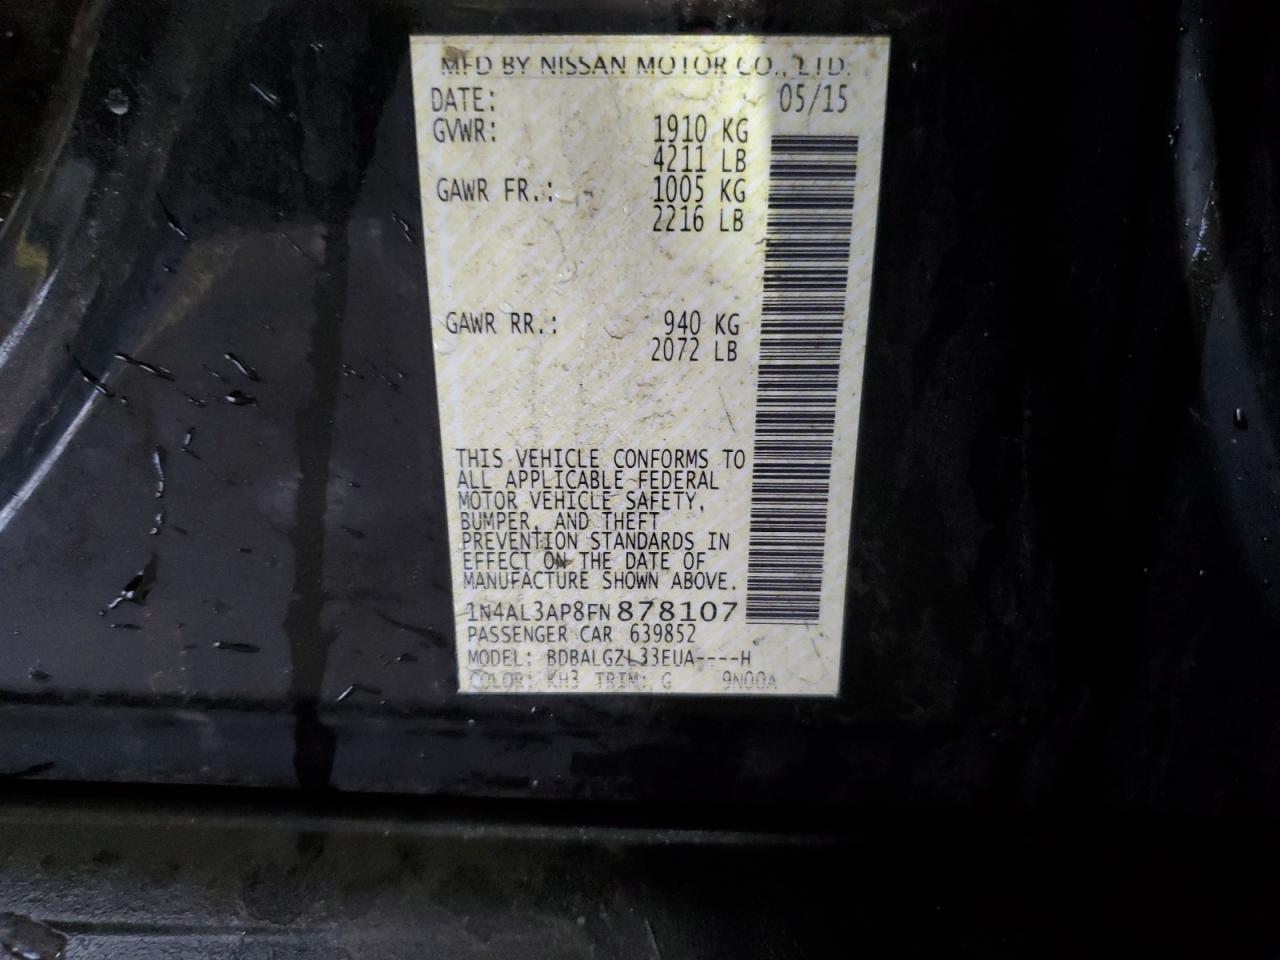 MFD BY NISSAN MOTOR CO., LTD.
DATE: 05/15
GVWR: 1910 KG
4211 LB
GAWR FR.: 1005 KG
2216 LB
GAWR RR.: 940 KG
2072 LB
THIS VEHICLE CONFORMS TO
ALL APPLICABLE FEDERAL
MOTOR VEHICLE SAFETY,
BUMPER, AND THEFT
PREVENTION STANDARDS IN
EFFECT ON THE DATE OF
MANUFACTURE SHOWN ABOVE.
1N4AL3AP8FN878107
PASSENGER CAR 639852
MODEL: BDBALGZL33EUA----H
COLOR: KH3 TRIM: G 9N00A